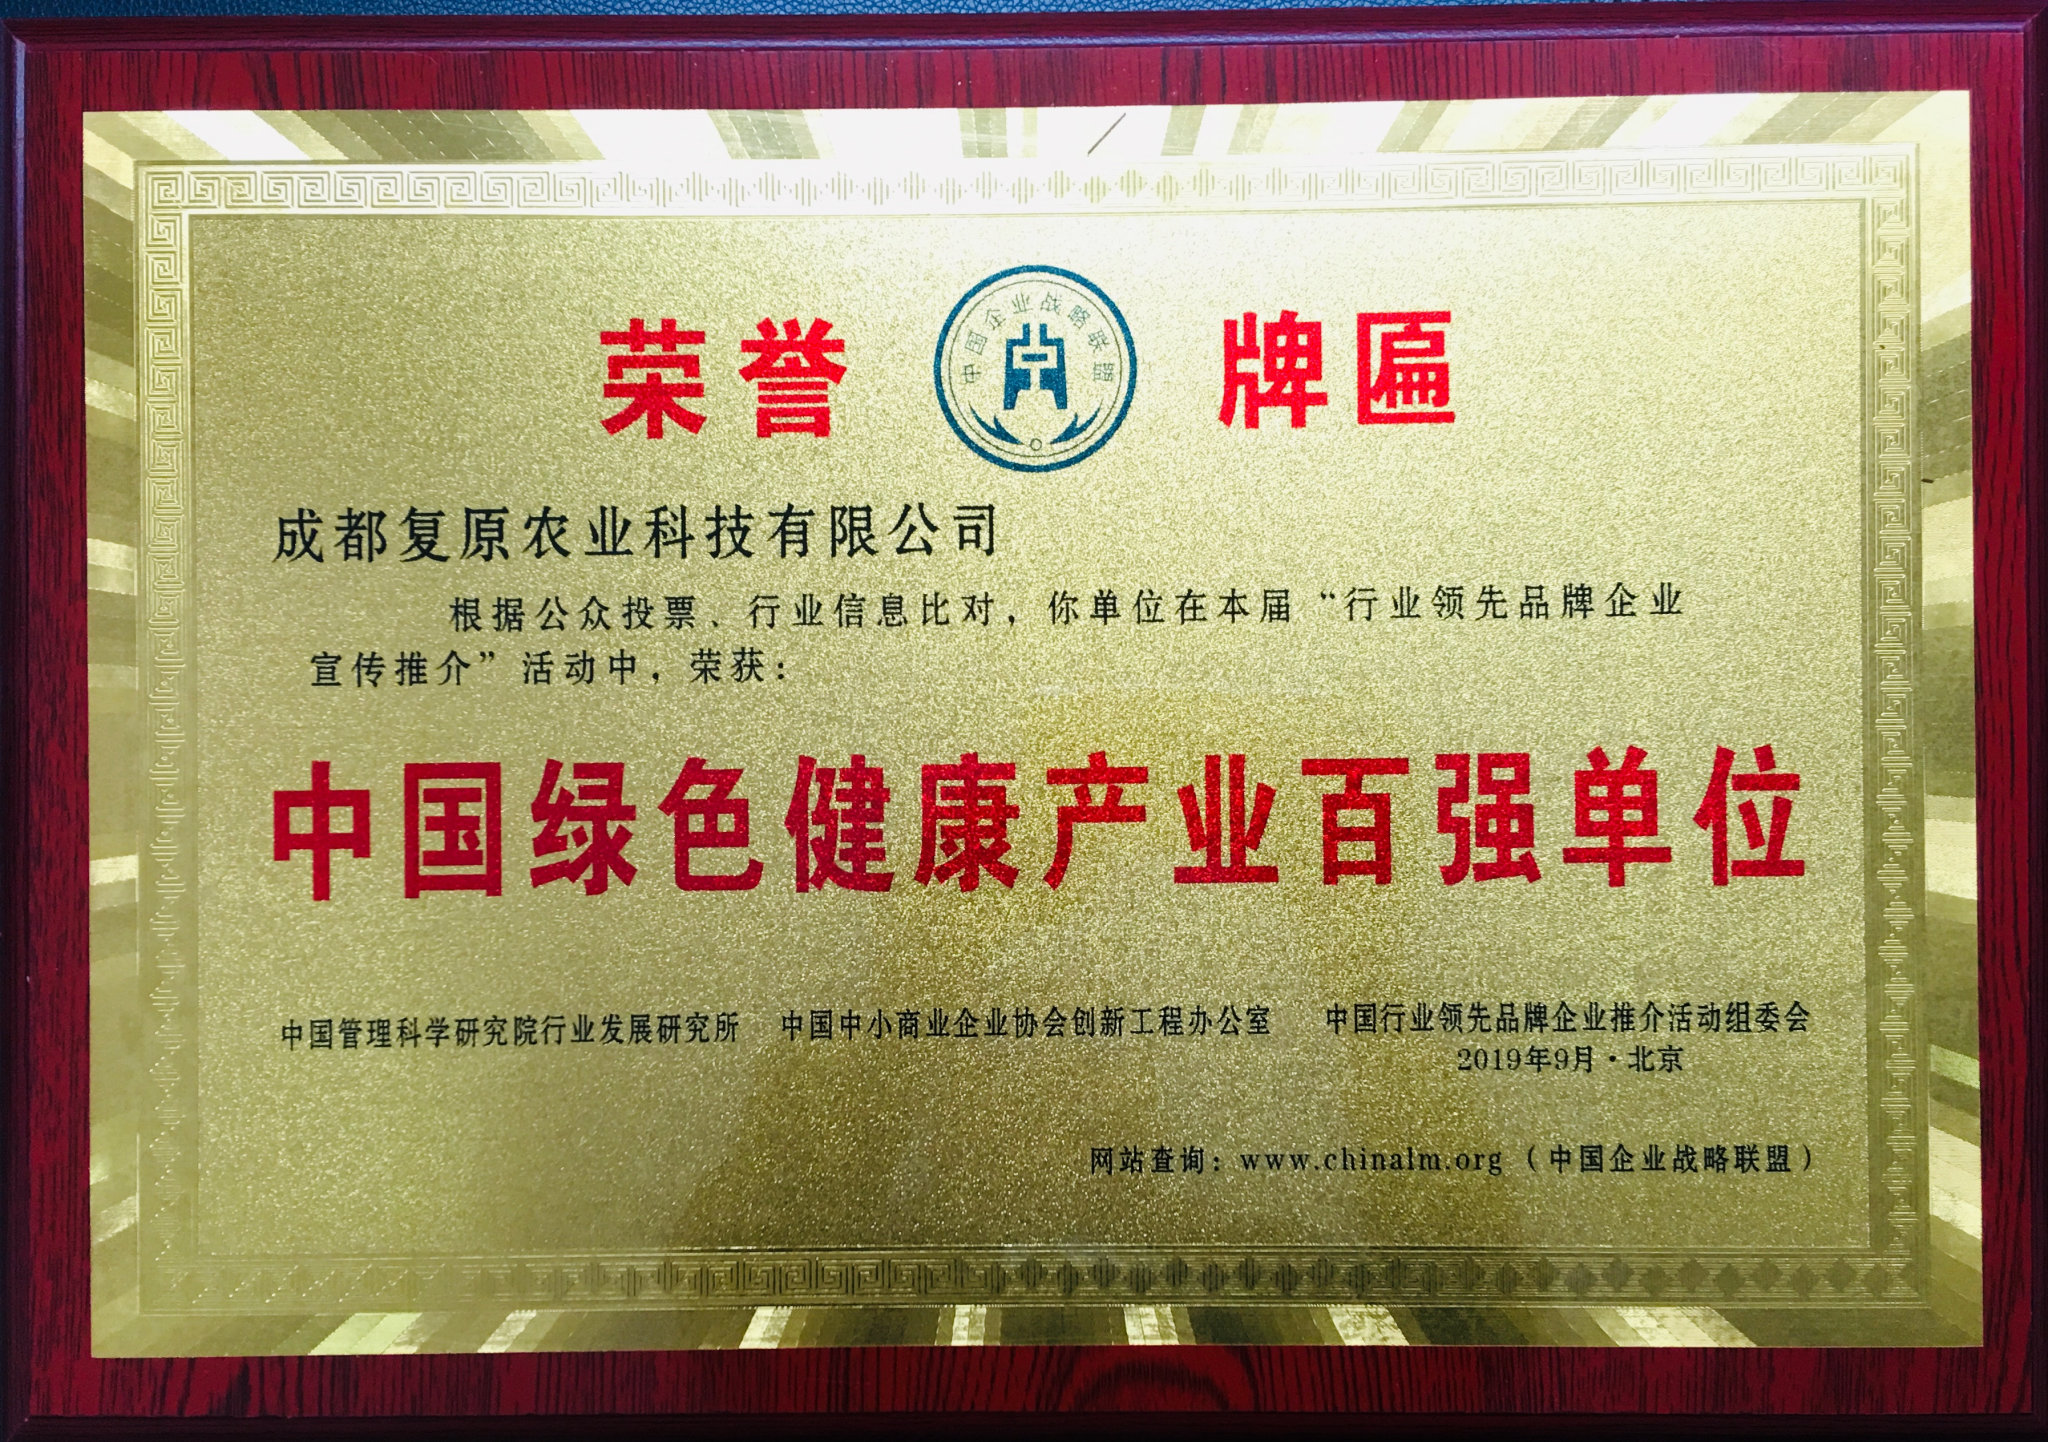 荣誉
中国企业战略联盟
牌匾
成都复原农业科技有限公司
根据公众投票、行业信息比对，你单位在本届“行业领先品牌企业
宣传推介”活动中，荣获：
中国绿色健康产业百强单位
中国管理科学研究院行业发展研究所
中国中小商业企业协会创新工程办公室
中国行业领先品牌企业推介活动组委会
2019年9月·北京
网站查询：www.chinalm.org（中国企业战略联盟）